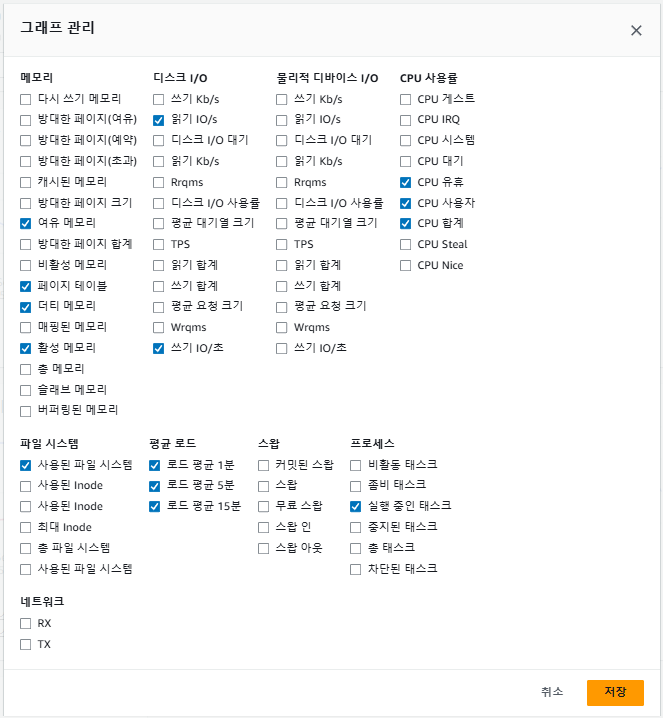 그래프 관리
메모리
다시 쓰기 메모리
방대한 페이지(여유)
방대한 페이지(예약)
방대한 페이지(초과)
캐시된 메모리
방대한 페이지 크기
여유 메모리
방대한 페이지 합계
비활성 메모리
페이지 테이블
더티 메모리
매핑된 메모리
활성 메모리
총 메모리
슬래브 메모리
버퍼링된 메모리
디스크 I/O
쓰기 Kb/s
읽기 IO/s
디스크 I/O 대기
읽기 Kb/s
Rrqms
디스크 I/O 사용률
평균 대기열 크기
TPS
읽기 합계
쓰기 합계
평균 요청 크기
Wrqms
쓰기 IO/초
물리적 디바이스 I/O
쓰기 Kb/s
읽기 IO/s
디스크 I/O 대기
읽기 Kb/s
Rrqms
디스크 I/O 사용률
평균 대기열 크기
TPS
읽기 합계
쓰기 합계
평균 요청 크기
Wrqms
쓰기 IO/초
CPU 사용률
CPU 게스트
CPU IRQ
CPU 시스템
CPU 대기
CPU 유휴
CPU 사용자
CPU 합계
CPU Steal
CPU Nice
파일 시스템
사용된 파일 시스템
사용된 Inode
사용된 Inode
최대 Inode
총 파일 시스템
사용된 파일 시스템
평균 로드
로드 평균 1분
로드 평균 5분
로드 평균 15분
스왑
커밋된 스왑
스왑
무료 스왑
스왑 인
스왑 아웃
프로세스
비활동 태스크
좀비 태스크
실행 중인 태스크
중지된 태스크
총 태스크
차단된 태스크
네트워크
RX
TX
취소
저장